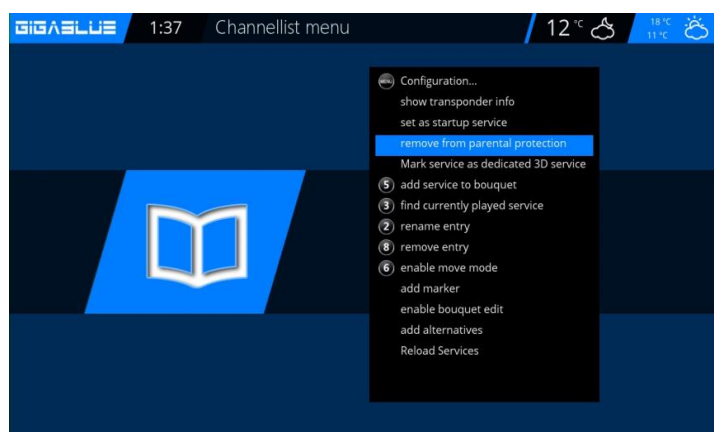 GIGABLUE 1:37 Channellist menu 12 °C 18 °C
11 °C
MENU Configuration...
show transponder info
set as startup service
remove from parental protection
Mark service as dedicated 3D service
5 add service to bouquet
3 find currently played service
2 rename entry
8 remove entry
6 enable move mode
add marker
enable bouquet edit
add alternatives
Reload Services